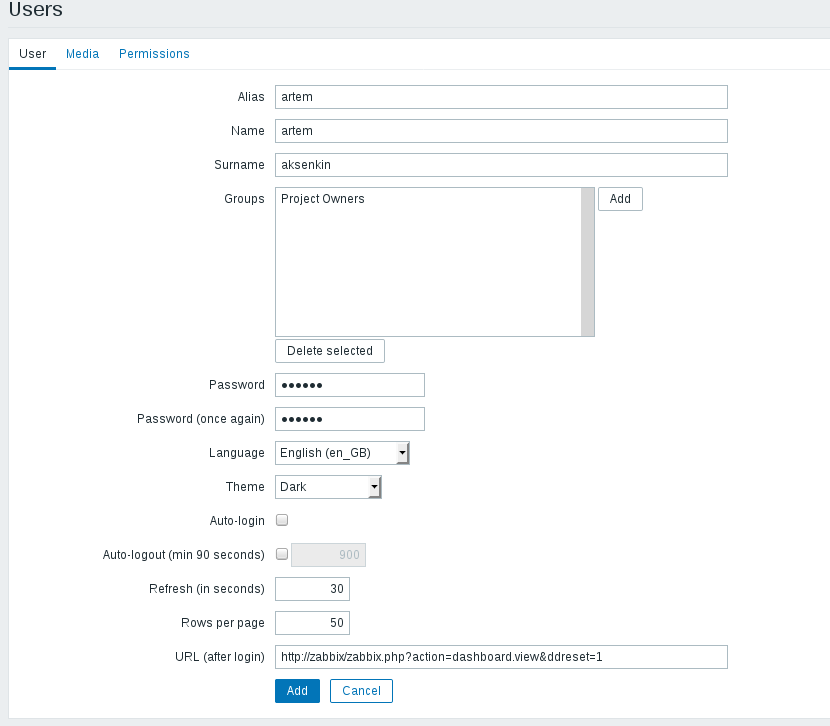 Users
User Media Permissions
Alias artem
Name artem
Surname aksenkin
Groups Project Owners Add
Delete selected
Password ●●●●●●
Password (once again) ●●●●●●
Language English (en_GB)
Theme Dark
Auto-login
Auto-logout (min 90 seconds) 900
Refresh (in seconds) 30
Rows per page 50
URL (after login) http://zabbix/zabbix.php?action=dashboard.view&ddreset=1
Add Cancel